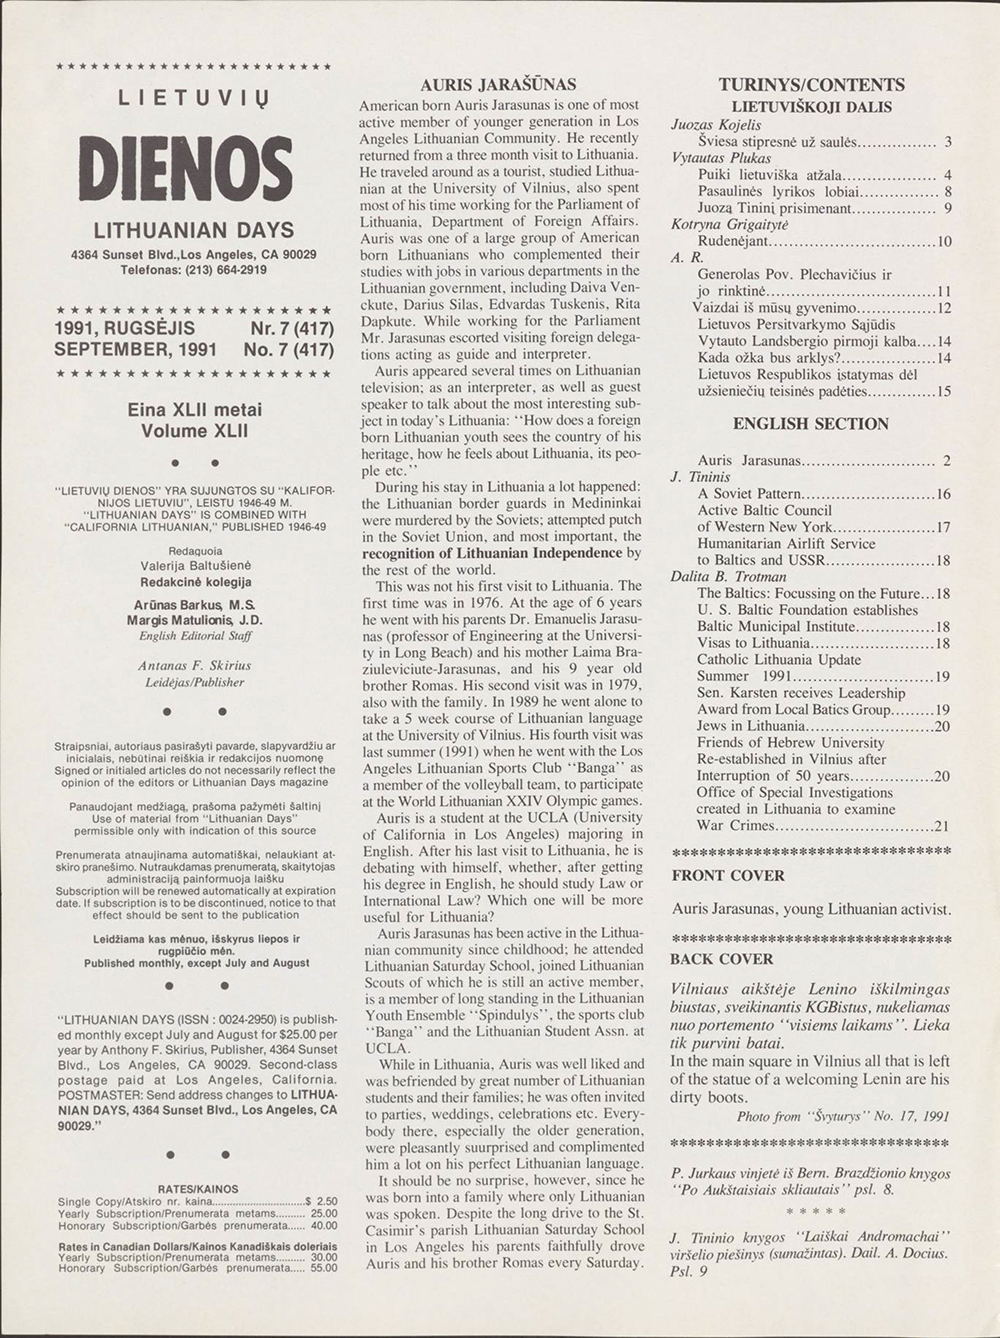 ★★★★★★★★★★★★★★★★★★★★★★★★
LIETUVIŲ
DIENOS
LITHUANIAN DAYS
4364 Sunset Blvd.,Los Angeles, CA 90029
Telefonas: (213) 664-2919
★★★★★★★★★★★★★★★★★★★★
1991, RUGSĖJIS Nr. 7 (417)
SEPTEMBER, 1991 No. 7 (417)
★★★★★★★★★★★★★★★★★★★★
Eina XLII metai
Volume XLII
● ●
"LIETUVIŲ DIENOS" YRA SUJUNGTOS SU "KALIFOR-
NIJOS LIETUVIU", LEISTU 1946-49 M.
"LITHUANIAN DAYS" IS COMBINED WITH
"CALIFORNIA LITHUANIAN," PUBLISHED 1946-49
Redaguoja
Valerija Baltušienė
Redakcinė kolegija
Arūnas Barkus, M.S.
Margis Matulionis, J.D.
English Editorial Staff
Antanas F. Skirius
Leidėjas/Publisher
● ●
Straipsniai, autoriaus pasirašyti pavarde, slapyvardžiu ar
inicialais, nebūtinai reiškia ir redakcijos nuomonę
Signed or initialed articles do not necessarily reflect the
opinion of the editors or Lithuanian Days magazine
Panaudojant medžiagą, prašoma pažymėti šaltinį
Use of material from "Lithuanian Days"
permissible only with indication of this source
Prenumerata atnaujinama automatiškai, nelaukiant at-
skiro pranešimo. Nutraukdamas prenumeratą, skaitytojas
administraciją painformuoja laišku
Subscription will be renewed automatically at expiration
date. If subscription is to be discontinued, notice to that
effect should be sent to the publication
Leidžiama kas mėnuo, išskyrus liepos ir
rugpiūčio mėn.
Published monthly, except July and August
● ●
"LITHUANIAN DAYS (ISSN : 0024-2950) is publish-
ed monthly except July and August for $25.00 per
year by Anthony F. Skirius, Publisher, 4364 Sunset
Blvd., Los Angeles, CA 90029. Second-class
postage paid at Los Angeles, California.
POSTMASTER: Send address changes to LITHUA-
NIAN DAYS, 4364 Sunset Blvd., Los Angeles, CA
90029."
● ●
RATES/KAINOS
Single Copy/Atskiro nr. kaina..............................$ 2.50
Yearly Subscription/Prenumerata metams.......... 25.00
Honorary Subscription/Garbės prenumerata...... 40.00
Rates in Canadian Dollars/Kainos Kanadiškais doleriais
Yearly Subscription/Prenumerata metams.......... 30.00
Honorary Subscription/Garbės prenumerata..... 55.00
AURIS JARAŠŪNAS
American born Auris Jarasunas is one of most
active member of younger generation in Los
Angeles Lithuanian Community. He recently
returned from a three month visit to Lithuania.
He traveled around as a tourist, studied Lithua-
nian at the University of Vilnius, also spent
most of his time working for the Parliament of
Lithuania, Department of Foreign Affairs.
Auris was one of a large group of American
born Lithuanians who complemented their
studies with jobs in various departments in the
Lithuanian government, including Daiva Ven-
ckute, Darius Silas, Edvardas Tuskenis, Rita
Dapkute. While working for the Parliament
Mr. Jarasunas escorted visiting foreign delega-
tions acting as guide and interpreter.
Auris appeared several times on Lithuanian
television; as an interpreter, as well as guest
speaker to talk about the most interesting sub-
ject in today's Lithuania: "How does a foreign
born Lithuanian youth sees the country of his
heritage, how he feels about Lithuania, its peo-
ple etc."
During his stay in Lithuania a lot happened:
the Lithuanian border guards in Medininkai
were murdered by the Soviets; attempted putch
in the Soviet Union, and most important, the
recognition of Lithuanian Independence by
the rest of the world.
This was not his first visit to Lithuania. The
first time was in 1976. At the age of 6 years
he went with his parents Dr. Emanuelis Jarasu-
nas (professor of Engineering at the Universi-
ty in Long Beach) and his mother Laima Bra-
ziuleviciute-Jarasunas, and his 9 year old
brother Romas. His second visit was in 1979,
also with the family. In 1989 he went alone to
take a 5 week course of Lithuanian language
at the University of Vilnius. His fourth visit was
last summer (1991) when he went with the Los
Angeles Lithuanian Sports Club "Banga" as
a member of the volleyball team, to participate
at the World Lithuanian XXIV Olympic games.
Auris is a student at the UCLA (University
of California in Los Angeles) majoring in
English. After his last visit to Lithuania, he is
debating with himself, whether, after getting
his degree in English, he should study Law or
International Law? Which one will be more
useful for Lithuania?
Auris Jarasunas has been active in the Lithua-
nian community since childhood; he attended
Lithuanian Saturday School, joined Lithuanian
Scouts of which he is still an active member,
is a member of long standing in the Lithuanian
Youth Ensemble "Spindulys", the sports club
"Banga" and the Lithuanian Student Assn. at
UCLA.
While in Lithuania, Auris was well liked and
was befriended by great number of Lithuanian
students and their families; he was often invited
to parties, weddings, celebrations etc. Every-
body there, especially the older generation,
were pleasantly suurprised and complimented
him a lot on his perfect Lithuanian language.
It should be no surprise, however, since he
was born into a family where only Lithuanian
was spoken. Despite the long drive to the St.
Casimir's parish Lithuanian Saturday School
in Los Angeles his parents faithfully drove
Auris and his brother Romas every Saturday.
TURINYS/CONTENTS
LIETUVIŠKOJI DALIS
Juozas Kojelis
Šviesa stipresnė už saulės................ 3
Vytautas Plukas
Puiki lietuviška atžala................... 4
Pasaulinės lyrikos lobiai............... 8
Juozą Tininį prisimenant................. 9
Kotryna Grigaitytė
Rudenėjant..................................10
A. R.
Generolas Pov. Plechavičius ir
jo rinktinė..................................11
Vaizdai iš mūsų gyvenimo................12
Lietuvos Persitvarkymo Sąjūdis
Vytauto Landsbergio pirmoji kalba....14
Kada ožka bus arklys?...................14
Lietuvos Respublikos įstatymas dėl
užsieniečių teisinės padėties..............15
ENGLISH SECTION
Auris Jarasunas........................... 2
J. Tininis
A Soviet Pattern...........................16
Active Baltic Council
of Western New York.....................17
Humanitarian Airlift Service
to Baltics and USSR......................18
Dalita B. Trotman
The Baltics: Focussing on the Future...18
U. S. Baltic Foundation establishes
Baltic Municipal Institute................18
Visas to Lithuania.........................18
Catholic Lithuania Update
Summer 1991.............................19
Sen. Karsten receives Leadership
Award from Local Batics Group.........19
Jews in Lithuania..........................20
Friends of Hebrew University
Re-established in Vilnius after
Interruption of 50 years.................20
Office of Special Investigations
created in Lithuania to examine
War Crimes................................21
*******************************
FRONT COVER
Auris Jarasunas, young Lithuanian activist.
*******************************
BACK COVER
Vilniaus aikštėje Lenino iškilmingas
biustas, sveikinantis KGBistus, nukeliamas
nuo portemento "visiems laikams". Lieka
tik purvini batai.
In the main square in Vilnius all that is left
of the statue of a welcoming Lenin are his
dirty boots.
Photo from "Švyturys" No. 17, 1991
*******************************
P. Jurkaus vinjetė iš Bern. Brazdžionio knygos
"Po Aukštaisiais skliautais" psl. 8.
* * * * *
J. Tininio knygos "Laiškai Andromachai"
viršelio piešinys (sumažintas). Dail. A. Docius.
Psl. 9